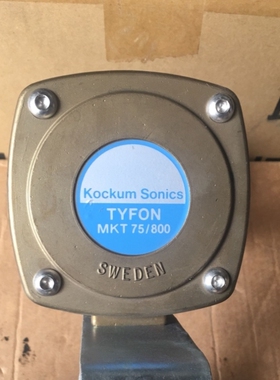 Kockum Sonics
TYFON
MKT 75/800
SWEDEN